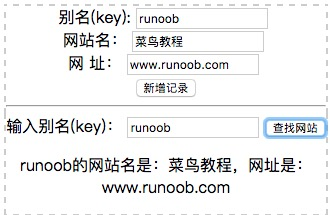 别名(key): runoob
网站名： 菜鸟教程
网 址： www.runoob.com
新增记录
输入别名(key)： runoob 查找网站
runoob的网站名是：菜鸟教程，网址是：
www.runoob.com